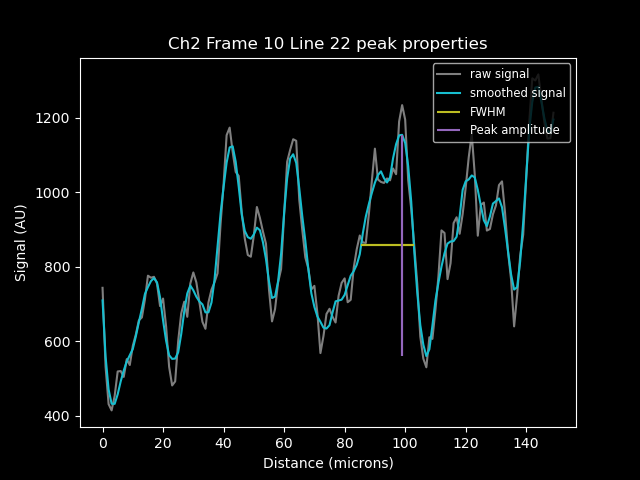 Ch2 Frame 10 Line 22 peak properties
raw signal
smoothed signal
FWHM
Peak amplitude
Signal (AU)
1200
1000
800
600
400
0 20 40 60 80 100 120 140
Distance (microns)